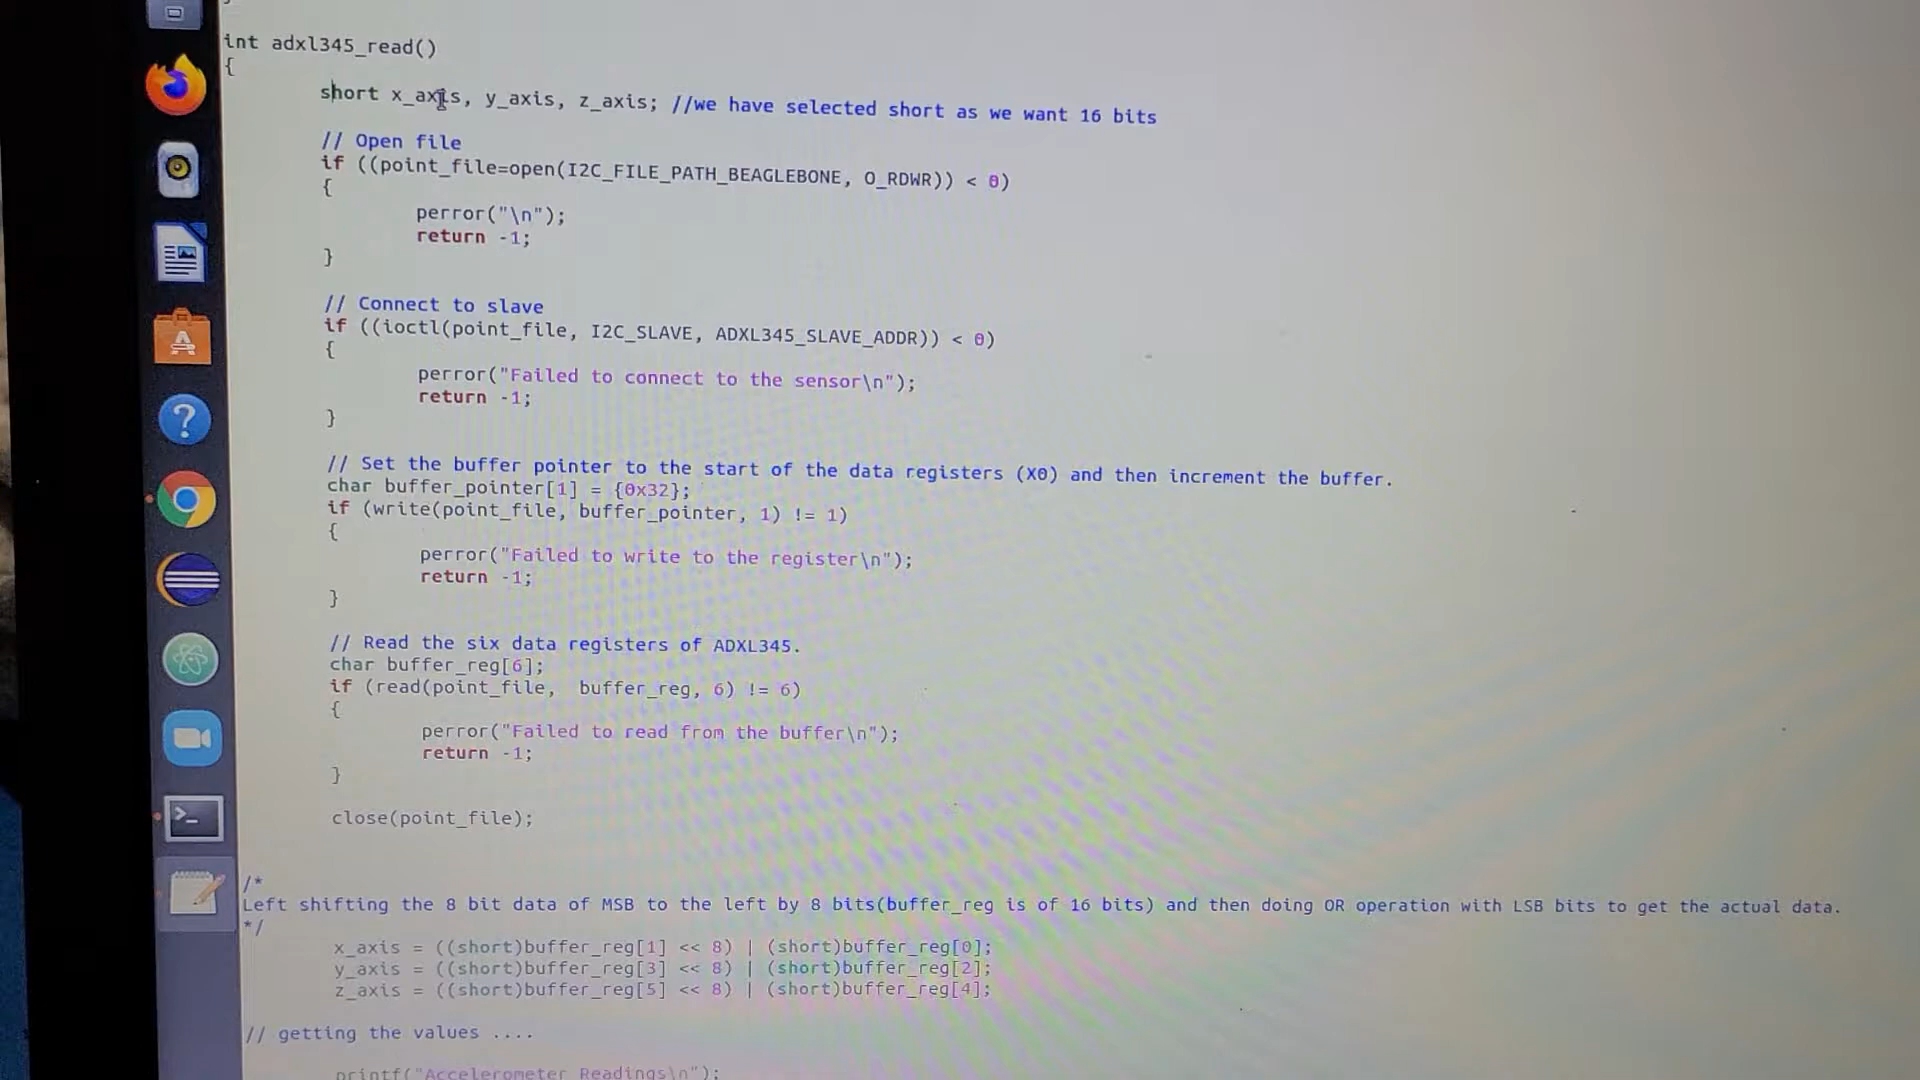 int adxl345_read()
{
short x_axis, y_axis, z_axis; //we have selected short as we want 16 bits
// Open file
if ((point_file=open(I2C_FILE_PATH_BEAGLEBONE, O_RDWR)) < 0)
{
perror("\n");
return -1;
}
// Connect to slave
if ((ioctl(point_file, I2C_SLAVE, ADXL345_SLAVE_ADDR)) < 0)
{
perror("Failed to connect to the sensor\n");
return -1;
}
// Set the buffer pointer to the start of the data registers (X0) and then increment the buffer.
char buffer_pointer[1] = {0x32};
if (write(point_file, buffer_pointer, 1) != 1)
{
perror("Failed to write to the register\n");
return -1;
}
// Read the six data registers of ADXL345.
char buffer_reg[6];
if (read(point_file,  buffer_reg, 6) != 6)
{
perror("Failed to read from the buffer\n");
return -1;
}
close(point_file);
/*
Left shifting the 8 bit data of MSB to the left by 8 bits(buffer_reg is of 16 bits) and then doing OR operation with LSB bits to get the actual data.
*/
x_axis = ((short)buffer_reg[1] << 8) | (short)buffer_reg[0];
y_axis = ((short)buffer_reg[3] << 8) | (short)buffer_reg[2];
z_axis = ((short)buffer_reg[5] << 8) | (short)buffer_reg[4];
// getting the values ....
printf("Accelerometer Readings\n");